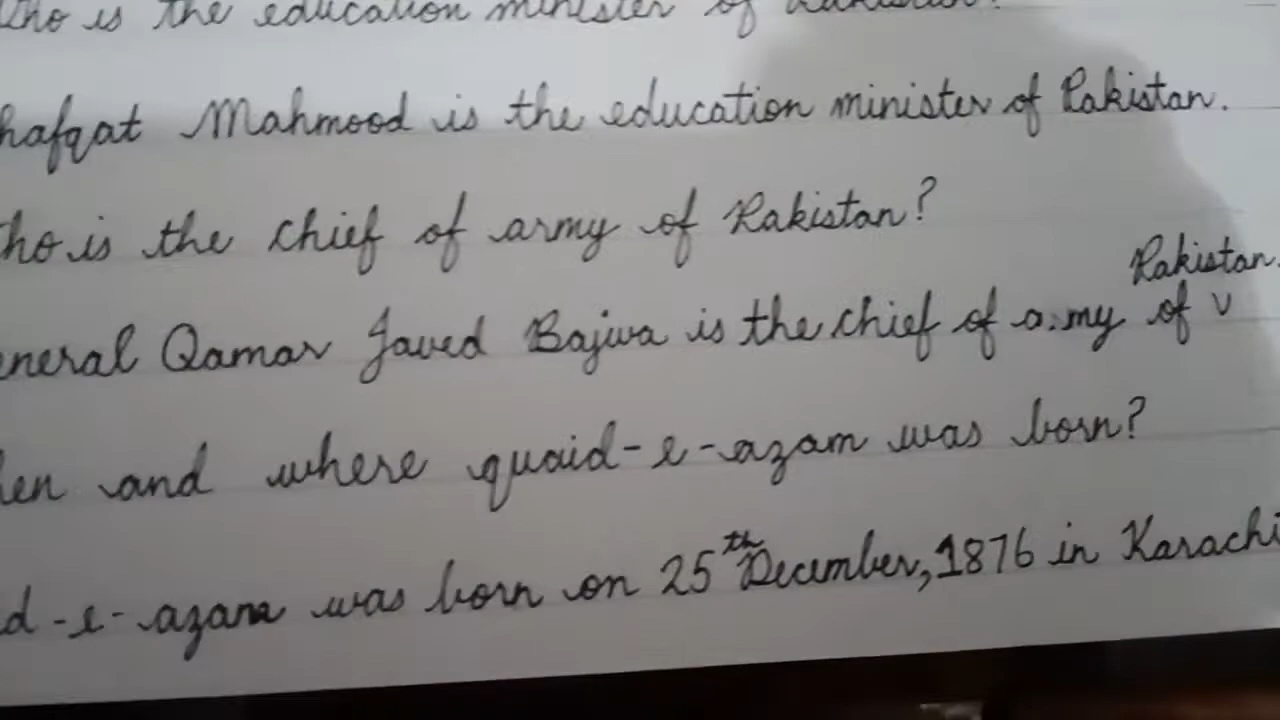 Who is the education minister of Pakistan?
hafqat Mahmood is the education minister of Pakistan.
ho is the chief of army of Pakistan?
Pakistan.
eneral Qamar Javed Bajwa is the chief of army of v
hen and where quaid-e-azam was born?
d-e-azam was born on 25th December, 1876 in Karachi